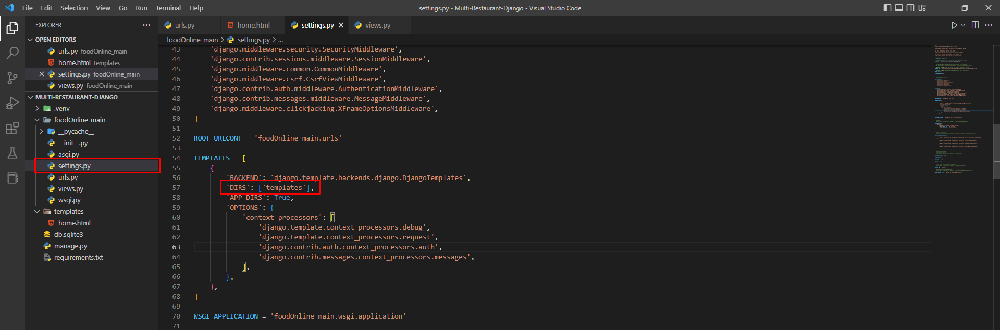 File Edit Selection View Go Run Terminal Help
settings.py - Multi-Restaurant-Django - Visual Studio Code
EXPLORER
OPEN EDITORS
urls.py foodOnline_main
home.html templates
settings.py foodOnline_main
views.py foodOnline_main
MULTI-RESTAURANT-DJANGO
.venv
foodOnline_main
__pycache__
__init__.py
asgi.py
settings.py
urls.py
views.py
wsgi.py
templates
home.html
db.sqlite3
manage.py
requirements.txt
urls.py home.html settings.py views.py
foodOnline_main > settings.py > ...
43 'django.middleware.security.SecurityMiddleware',
44 'django.contrib.sessions.middleware.SessionMiddleware',
45 'django.middleware.common.CommonMiddleware',
46 'django.middleware.csrf.CsrfViewMiddleware',
47 'django.contrib.auth.middleware.AuthenticationMiddleware',
48 'django.contrib.messages.middleware.MessageMiddleware',
49 'django.middleware.clickjacking.XFrameOptionsMiddleware',
50 ]
51
52 ROOT_URLCONF = 'foodOnline_main.urls'
53
54 TEMPLATES = [
55 {
56 'BACKEND': 'django.template.backends.django.DjangoTemplates',
57 'DIRS': ['templates'],
58 'APP_DIRS': True,
59 'OPTIONS': {
60 'context_processors': [
61 'django.template.context_processors.debug',
62 'django.template.context_processors.request',
63 'django.contrib.auth.context_processors.auth',
64 'django.contrib.messages.context_processors.messages',
65 ],
66 },
67 },
68 ]
69
70 WSGI_APPLICATION = 'foodOnline_main.wsgi.application'
71